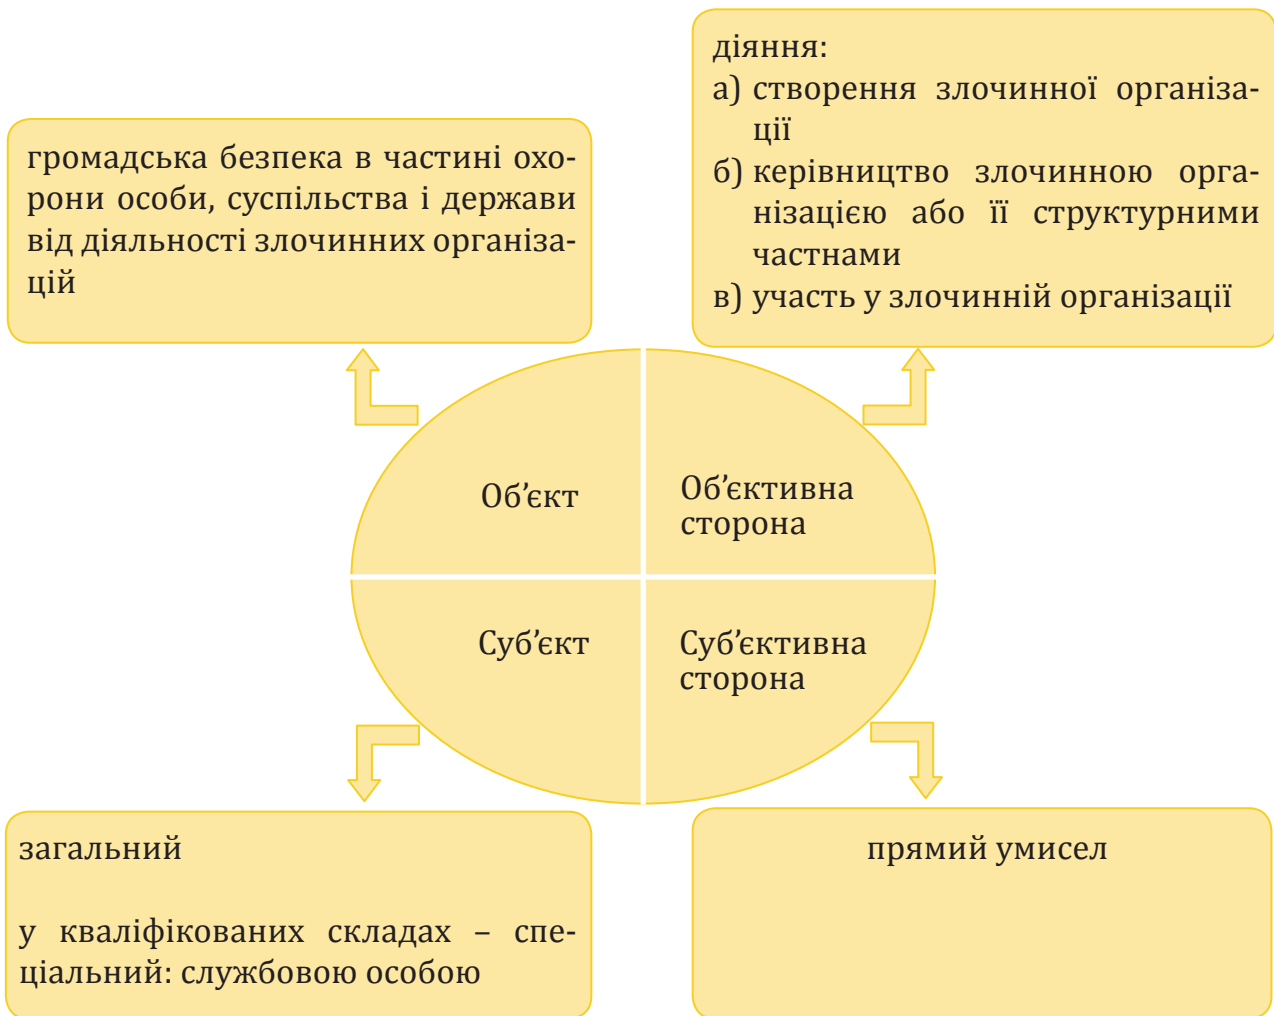 громадська безпека в частині охо-
рони особи, суспільства і держави
від діяльності злочинних організа-
цій
діяння:
а) створення злочинної організа-
ції
б) керівництво злочинною орга-
нізацією або її структурними
частнами
в) участь у злочинній організації
Об’єкт
Об’єктивна
сторона
Суб’єкт
Суб’єктивна
сторона
загальний
у кваліфікованих складах – спе-
ціальний: службовою особою
прямий умисел